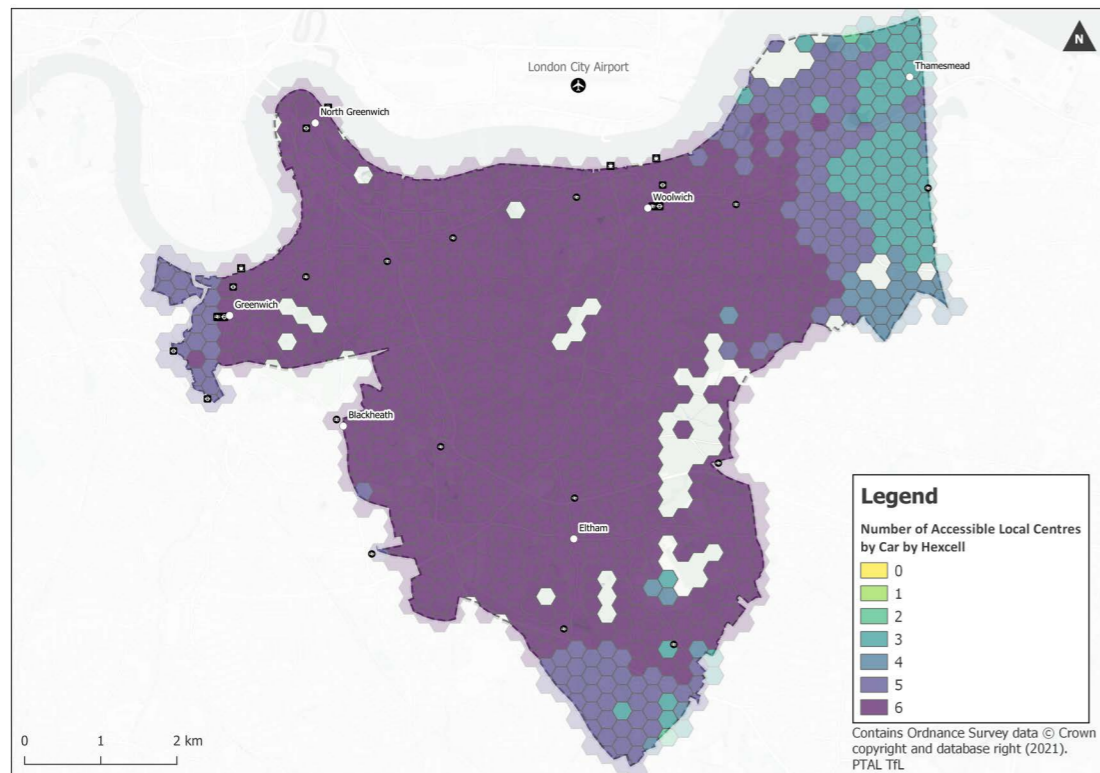 N
London City Airport
Thamesmead
North Greenwich
Woolwich
Greenwich
Blackheath
Eltham
Legend
Number of Accessible Local Centres
by Car by Hexcell
0
1
2
3
4
5
6
0 1 2 km
Contains Ordnance Survey data © Crown
copyright and database right (2021).
PTAL TfL